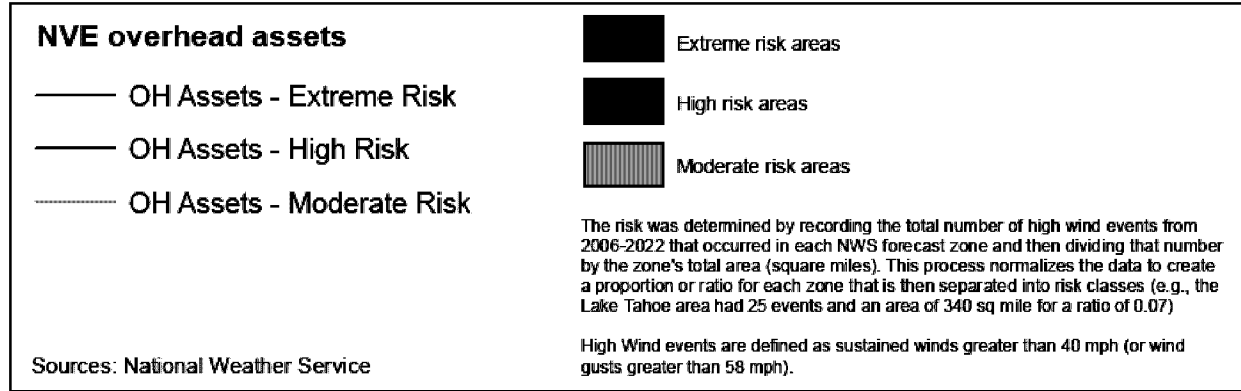 NVE overhead assets
OH Assets - Extreme Risk
OH Assets - High Risk
OH Assets - Moderate Risk
Sources: National Weather Service
Extreme risk areas
High risk areas
Moderate risk areas
The risk was determined by recording the total number of high wind events from
2006-2022 that occurred in each NWS forecast zone and then dividing that number
by the zone's total area (square miles). This process normalizes the data to create
a proportion or ratio for each zone that is then separated into risk classes (e.g., the
Lake Tahoe area had 25 events and an area of 340 sq mile for a ratio of 0.07)
High Wind events are defined as sustained winds greater than 40 mph (or wind
gusts greater than 58 mph).